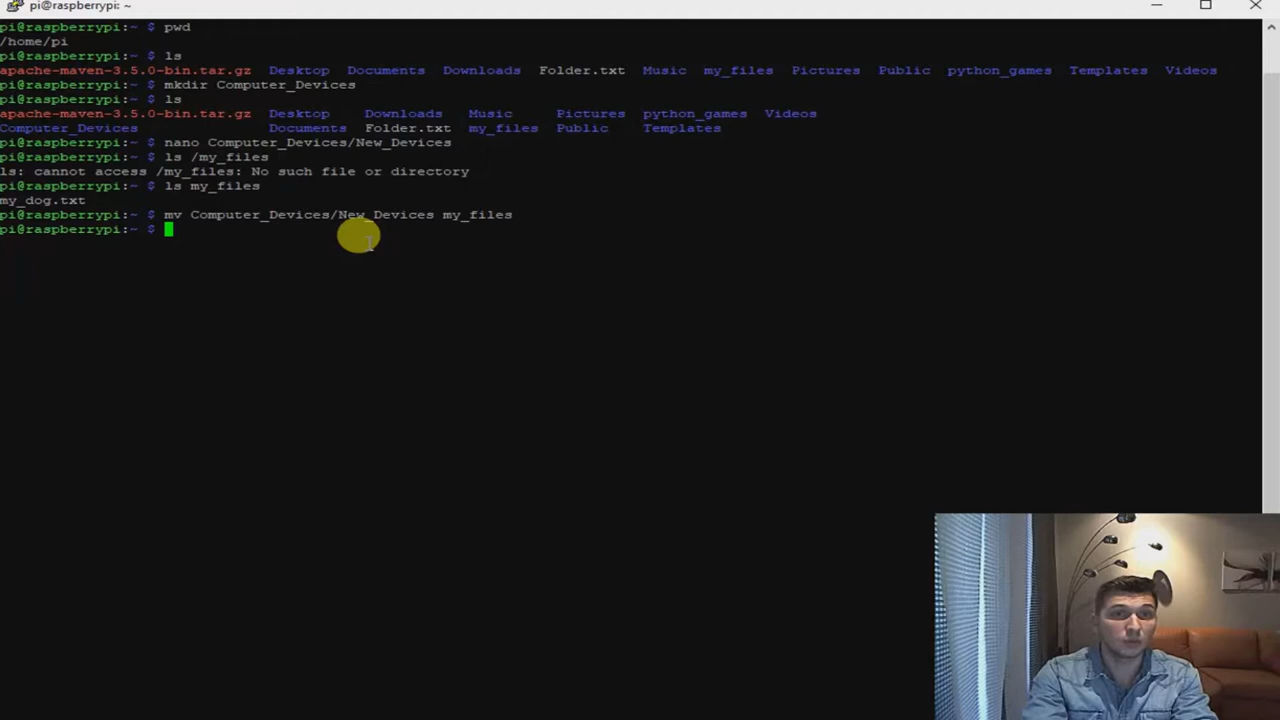 pi@raspberrypi: ~
pi@raspberrypi:~ $ pwd
/home/pi
pi@raspberrypi:~ $ ls
apache-maven-3.5.0-bin.tar.gz Desktop Documents Downloads Folder.txt Music my_files Pictures Public python_games Templates Videos
pi@raspberrypi:~ $ mkdir Computer_Devices
pi@raspberrypi:~ $ ls
apache-maven-3.5.0-bin.tar.gz Desktop Downloads Music Pictures python_games Videos
Computer_Devices Documents Folder.txt my_files Public Templates
pi@raspberrypi:~ $ nano Computer_Devices/New_Devices
pi@raspberrypi:~ $ ls /my_files
ls: cannot access /my_files: No such file or directory
pi@raspberrypi:~ $ ls my_files
my_dog.txt
pi@raspberrypi:~ $ mv Computer_Devices/New_Devices my_files
pi@raspberrypi:~ $